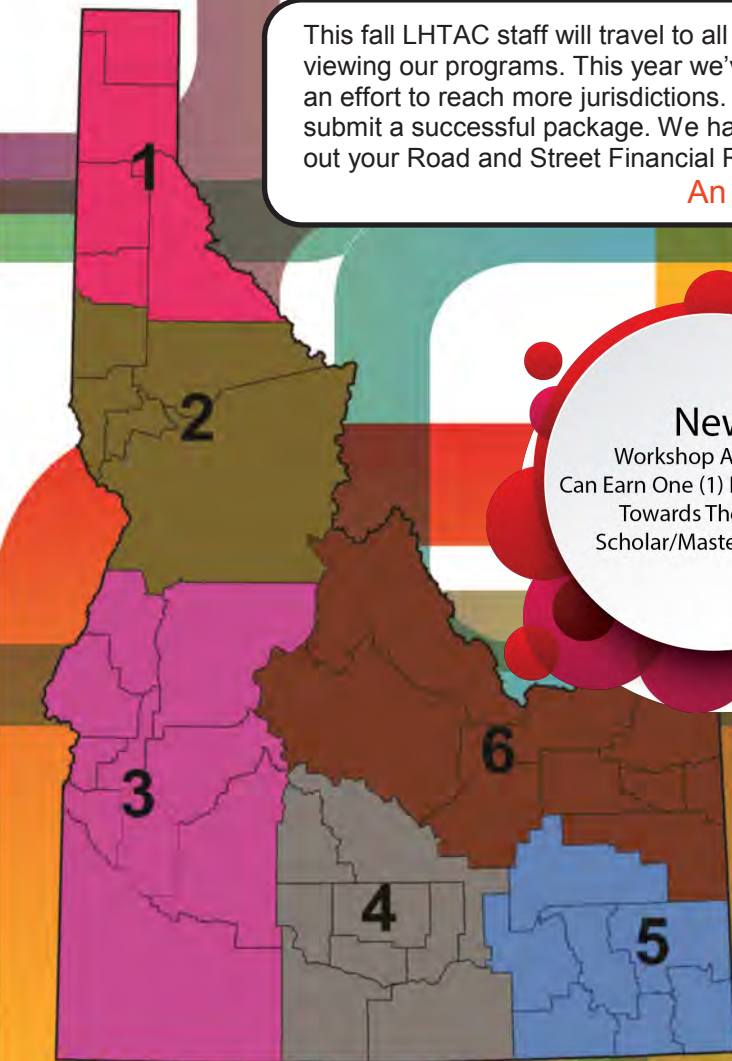 This fall LHTAC staff will travel to all
viewing our programs. This year we'
an effort to reach more jurisdictions.
submit a successful package. We ha
out your Road and Street Financial
An
1
2
New
Workshop A
Can Earn One (1)
Towards The
Scholar/Maste
6
3
4
5